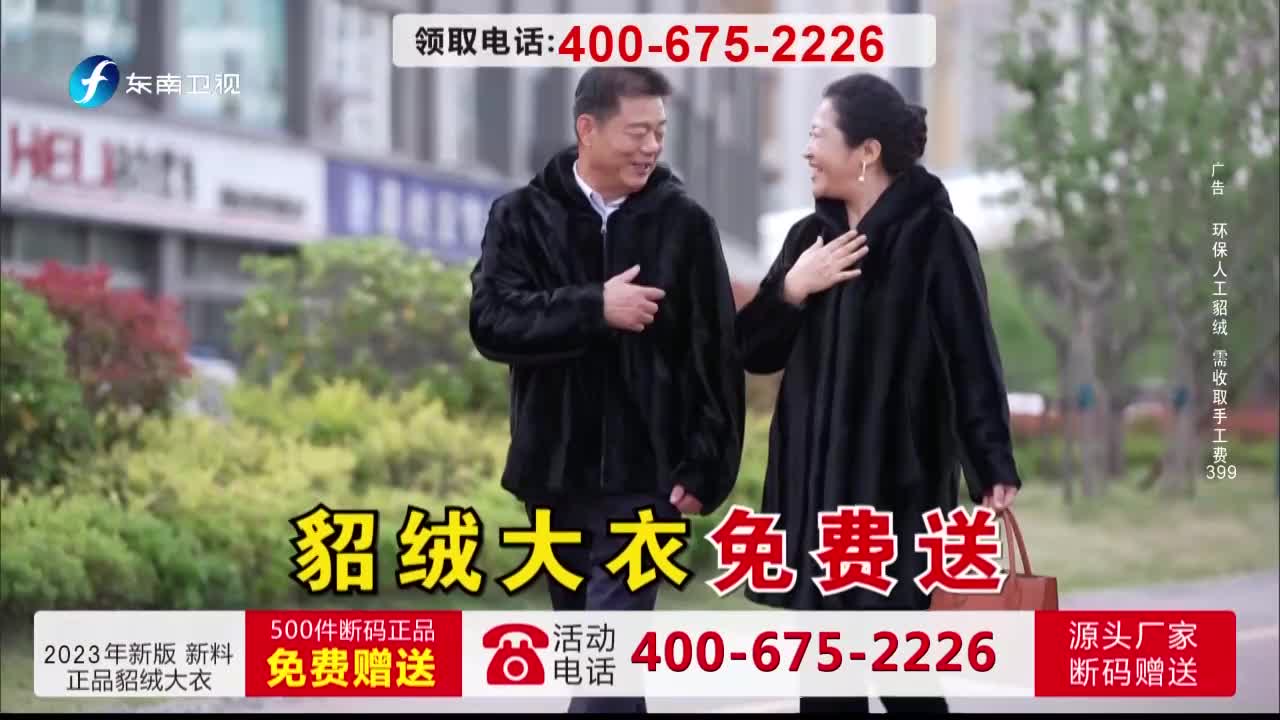 领取电话:400-675-2226
东南卫视
HELI
广告 环保人工貂绒 需收取手工费
399
貂绒大衣免费送
2023年新版 新料
正品貂绒大衣
500件断码正品
免费赠送
活动
电话
400-675-2226
源头厂家
断码赠送